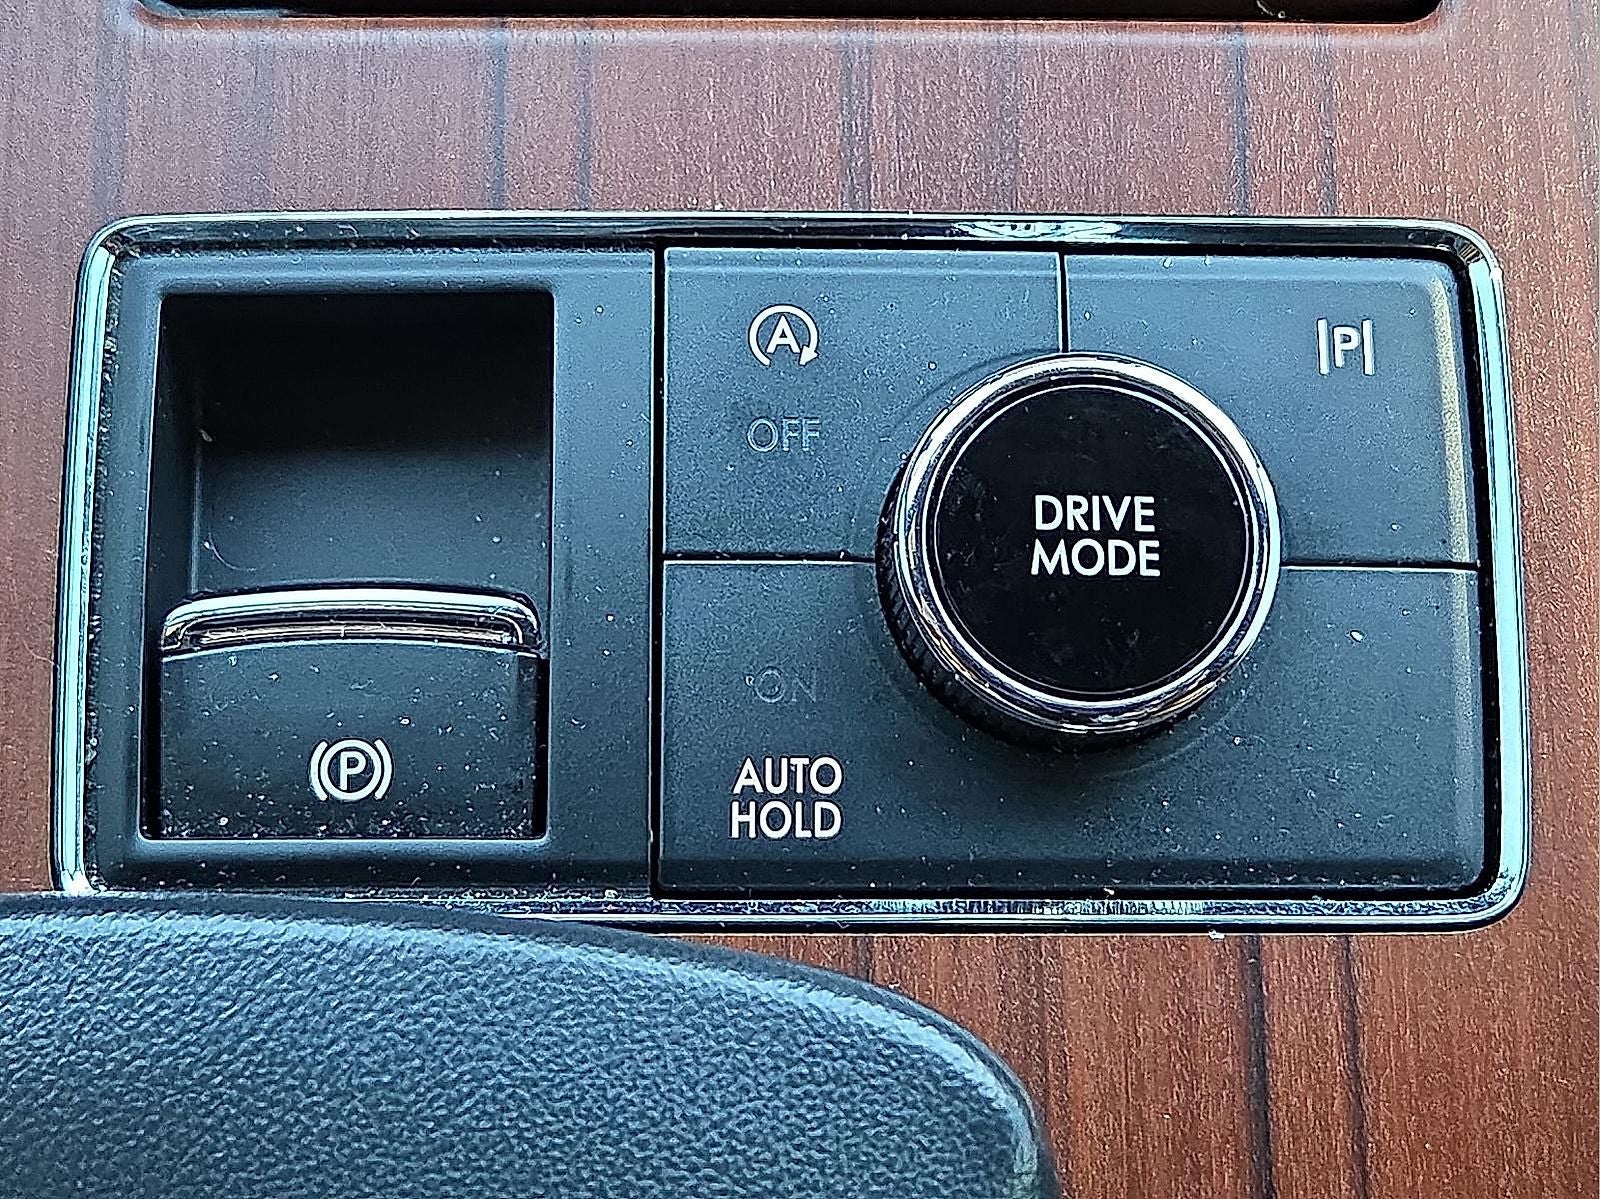 A
|P|
OFF
DRIVE
MODE
ON
(P)
AUTO
HOLD